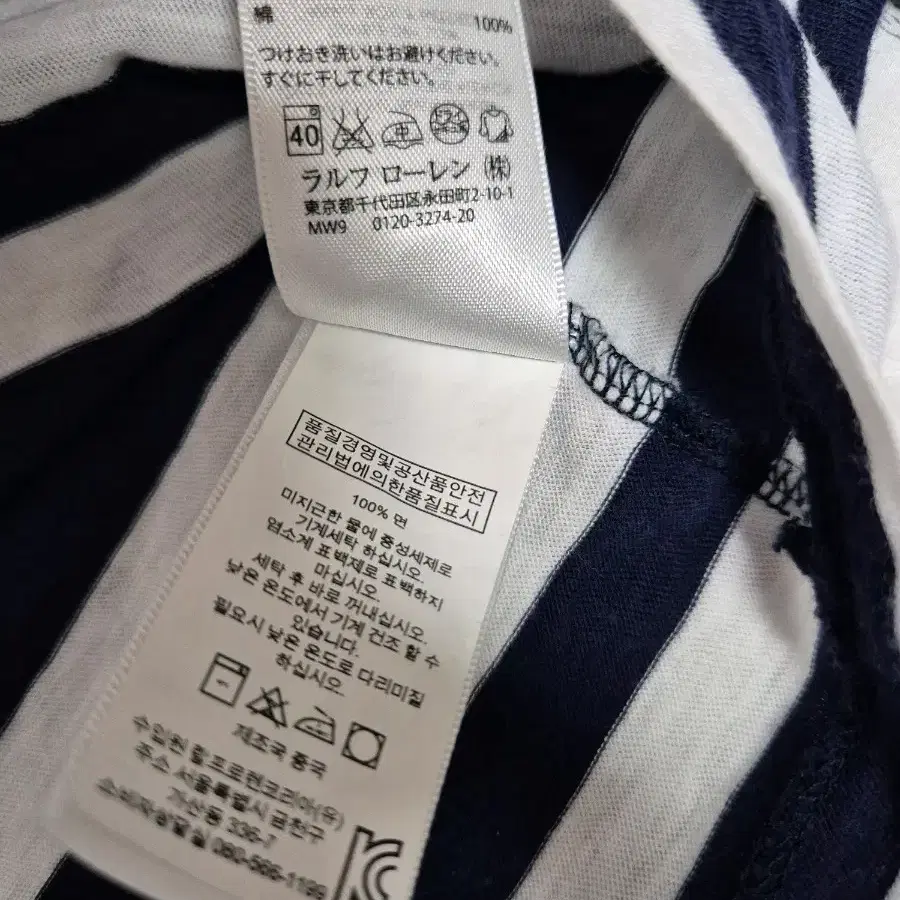 綿 100%
つけおき洗いはお避けください。
すぐに干してください。
40 中
ラルフ ローレン (株)
東京都千代田区永田町2-10-1
MW9 0120-3274-20
품질경영및공산품안전
관리법에의한품질표시
100% 면
미지근한 물에 중성세제로
기계세탁 하십시오.
염소계 표백제로 표백하지
마십시오.
세탁 후 바로 꺼내십시오.
낮은 온도에서 기계 건조 할 수
있습니다.
필요시 낮은 온도로 다리미질
하십시오.
제조국 중국
수입원 랄프로렌코리아(유)
주소 서울특별시 금천구
가산동 336-7
소비자상담실 080-566-1199